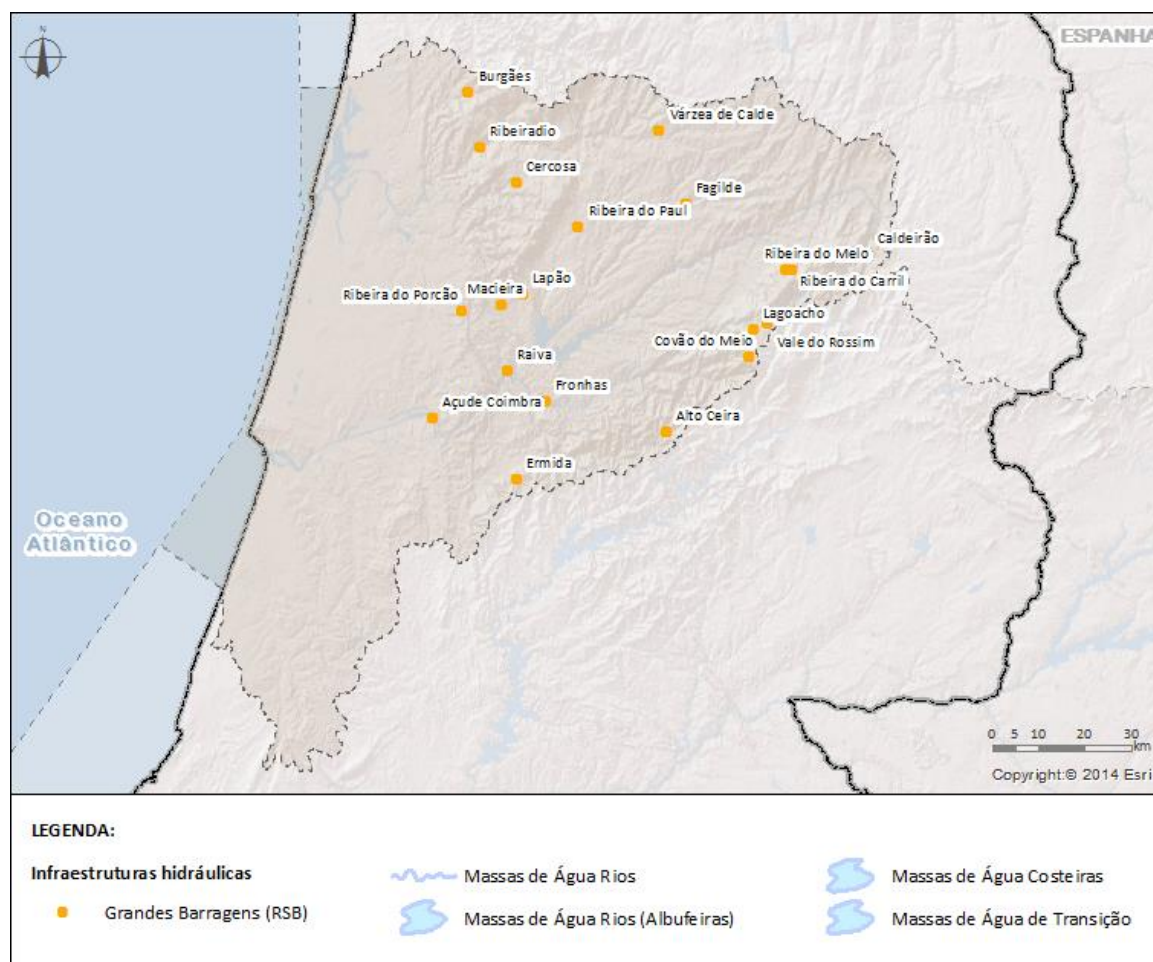 N
ESPANHA
Burgães
Várzea de Calde
Ribeiradio
Cercosa
Fagilde
Ribeira do Paul
Caldeirão
Ribeira do Melo
Ribeira do Carril
Lapão
Macieira
Ribeira do Porcão
Lagoacho
Covão do Meio
Vale do Rossim
Raiva
Fronhas
Açude Coimbra
Alto Ceira
Ermida
Oceano
Atlântico
0 5 10 20 30
km
Copyright:© 2014 Esri
LEGENDA:
Infraestruturas hidráulicas
Grandes Barragens (RSB)
Massas de Água Rios
Massas de Água Rios (Albufeiras)
Massas de Água Costeiras
Massas de Água de Transição